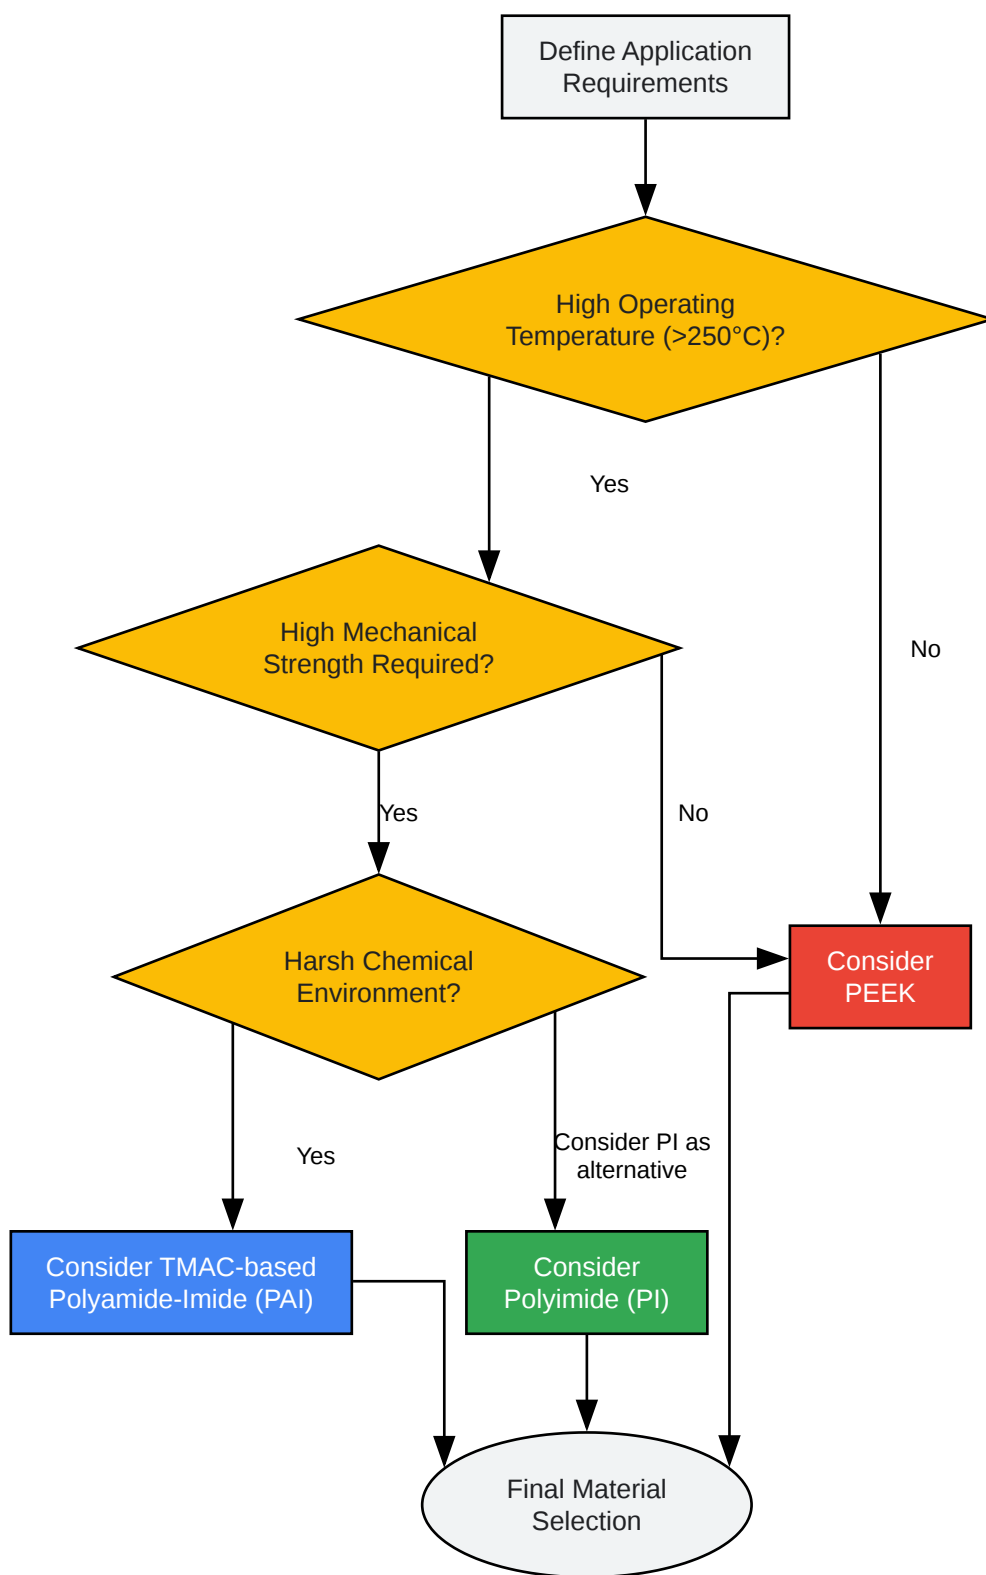 Define Application
Requirements
High Operating
Temperature (>250°C)?
Yes
High Mechanical
Strength Required?
No
Yes
No
Harsh Chemical
Environment?
Consider
PEEK
Yes
Consider PI as
alternative
Consider TMAC-based
Polyamide-Imide (PAI)
Consider
Polyimide (PI)
Final Material
Selection